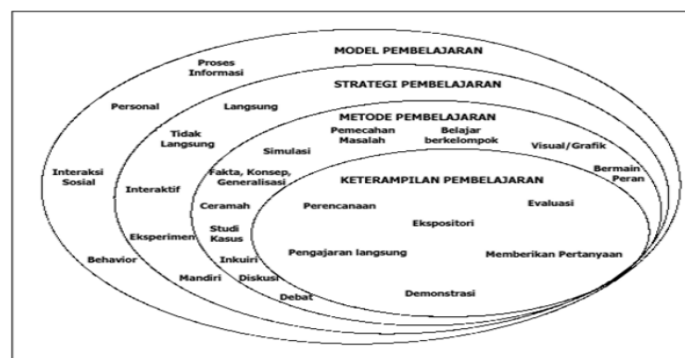 MODEL PEMBELAJARAN
Proses
Informasi
STRATEGI PEMBELAJARAN
Personal
Langsung
METODE PEMBELAJARAN
Tidak
Langsung
Simulasi
Pemecahan
Masalah
Belajar
berkelompok
Visual/Grafik
Interaksi
Sosial
Interaktif
Fakta, Konsep,
Generalisasi
KETERAMPILAN PEMBELAJARAN
Bermain
Peran
Ceramah
Perencanaan
Evaluasi
Studi
Kasus
Ekspositori
Eksperimen
Behavior
Inkuiri
Pengajaran langsung
Memberikan Pertanyaan
Mandiri
Diskusi
Debat
Demonstrasi